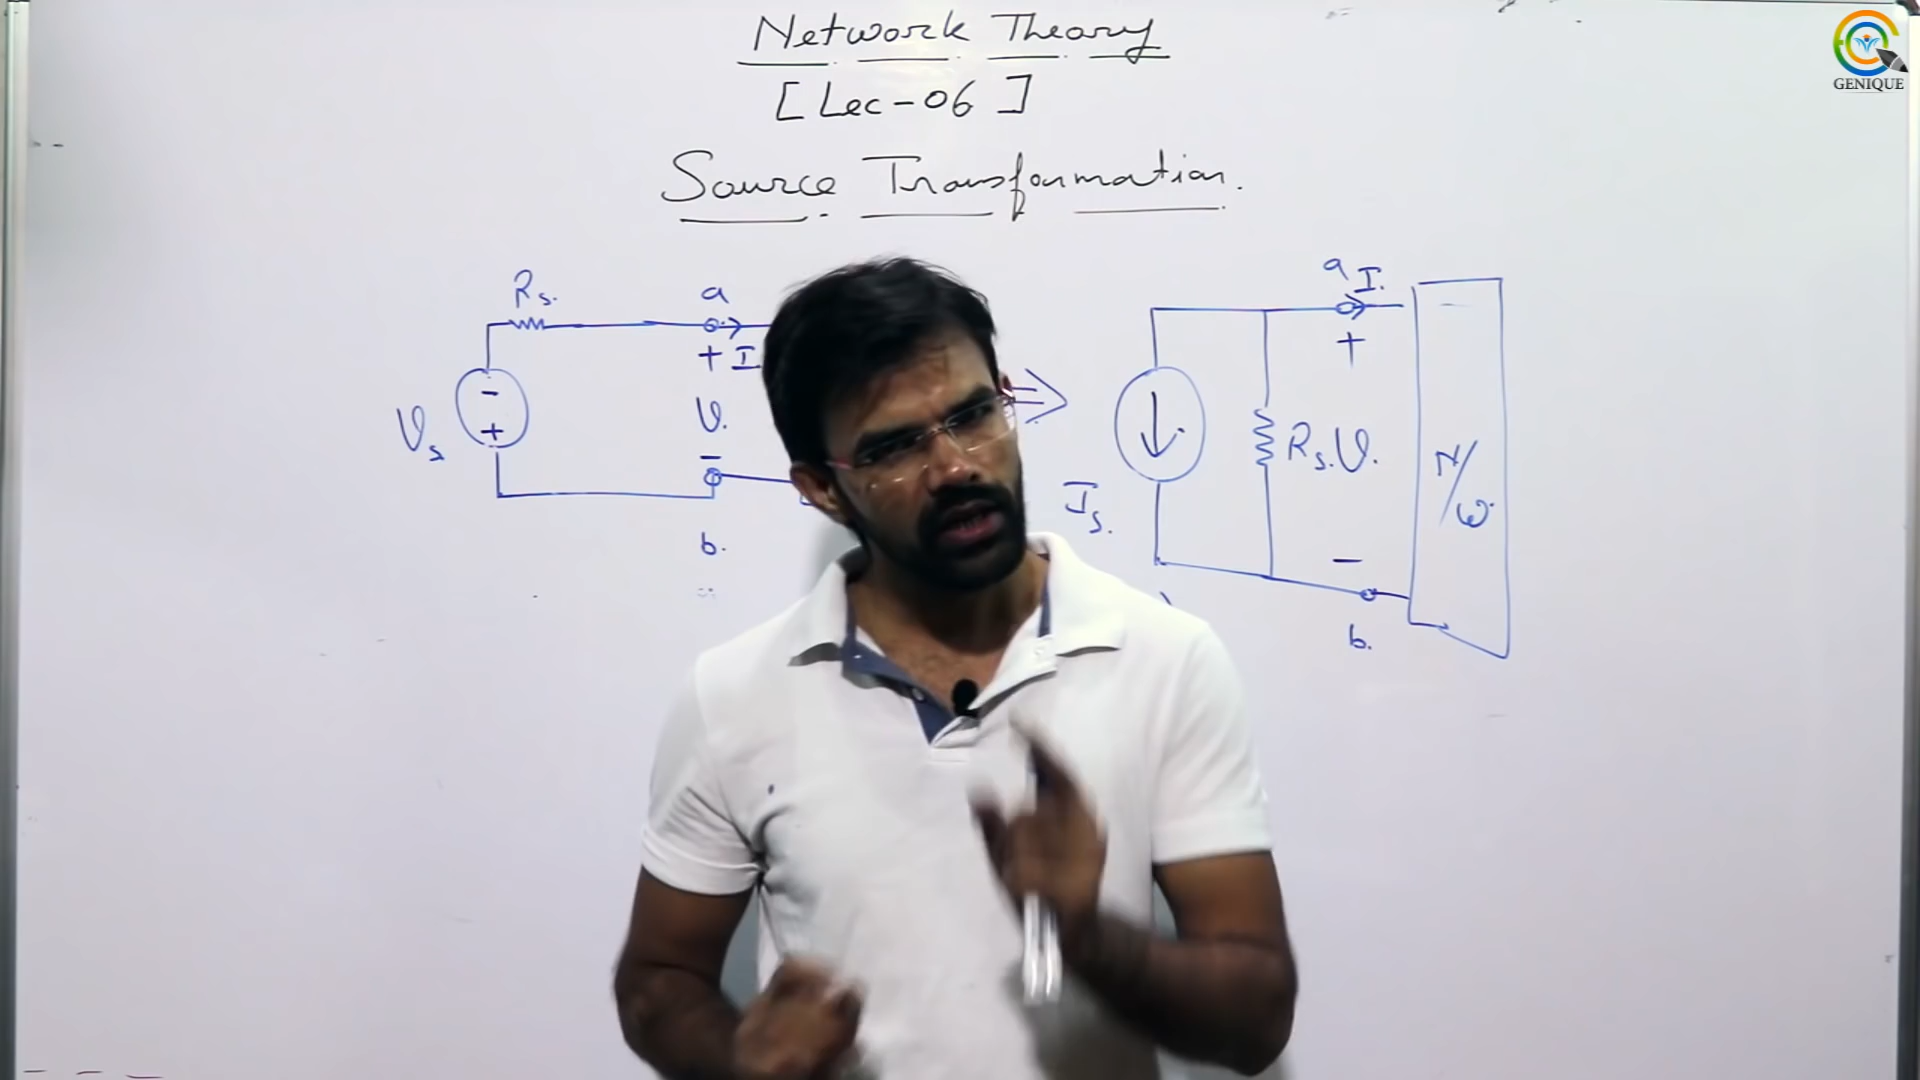 Network Theory
[Lec-06]
Source Transformation.
GENIQUE
Rs.
a
I
+
V.
-
b.
Vs
-
+
a
I.
+
Rs.
V.
-
b.
Is.
N/w.